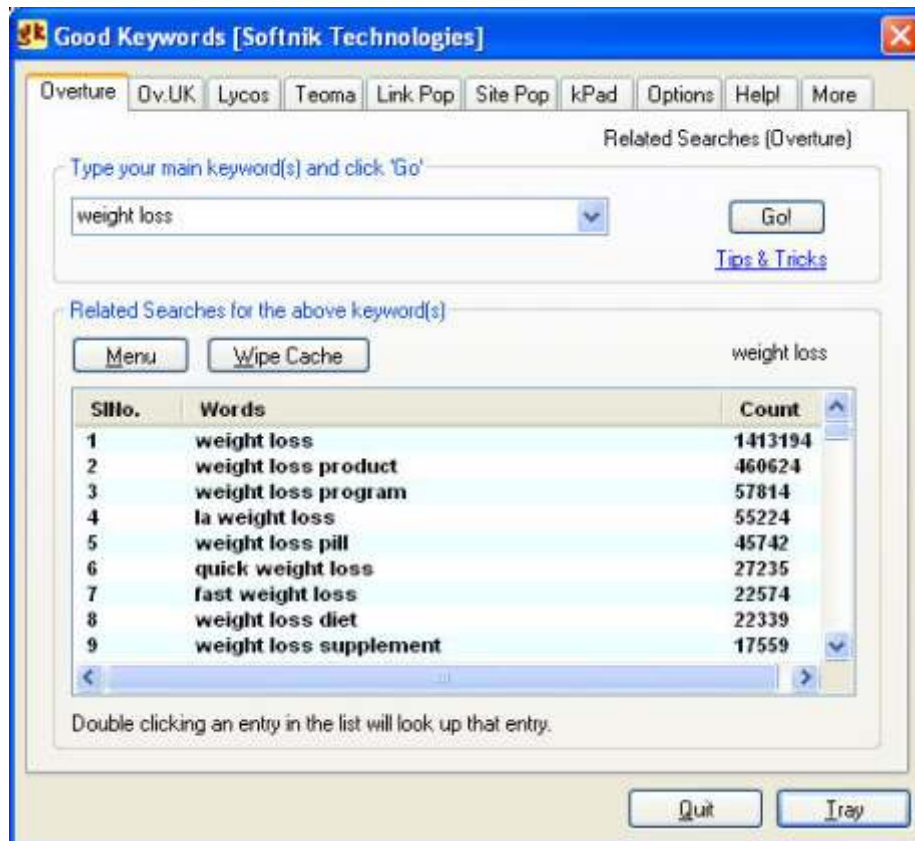 gk Good Keywords [Softnik Technologies]
Overture Ov.UK Lycos Teoma Link Pop Site Pop kPad Options Help! More
Related Searches (Overture)
Type your main keyword(s) and click 'Go'
weight loss Go!
Tips & Tricks
Related Searches for the above keyword(s)
Menu Wipe Cache weight loss
SlNo. Words Count
1 weight loss 1413194
2 weight loss product 460624
3 weight loss program 57814
4 la weight loss 55224
5 weight loss pill 45742
6 quick weight loss 27235
7 fast weight loss 22574
8 weight loss diet 22339
9 weight loss supplement 17559
Double clicking an entry in the list will look up that entry.
Quit Tray